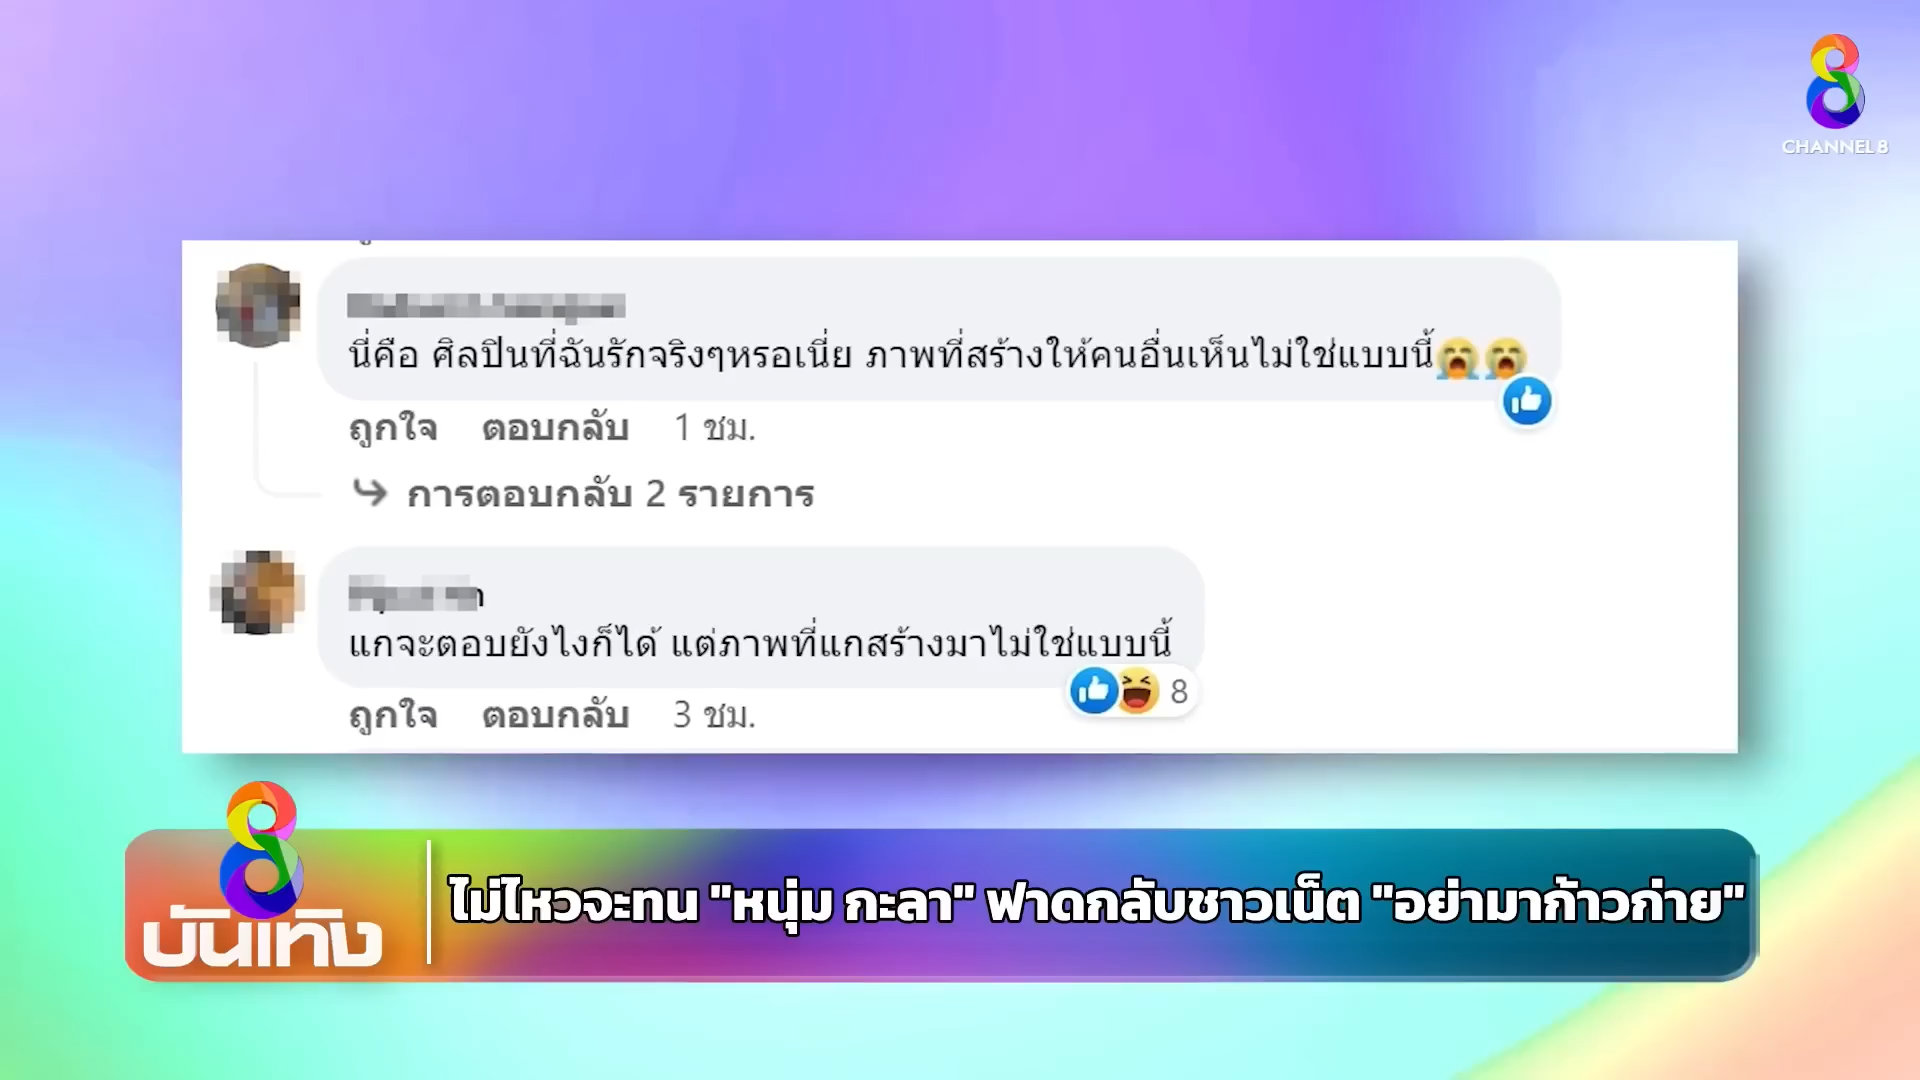 CHANNEL 8
นี่คือ ศิลปินที่ฉันรักจริงๆหรอเนี่ย ภาพที่สร้างให้คนอื่นเห็นไม่ใช่แบบนี้😭😭
ถูกใจ ตอบกลับ 1 ชม.
การตอบกลับ 2 รายการ
แกจะตอบยังไงก็ได้ แต่ภาพที่แกสร้างมาไม่ใช่แบบนี้
8
ถูกใจ ตอบกลับ 3 ชม.
8 บันเทิง
ไม่ไหวจะทน "หนุ่ม กะลา" ฟาดกลับชาวเน็ต "อย่ามาก้าวก่าย"